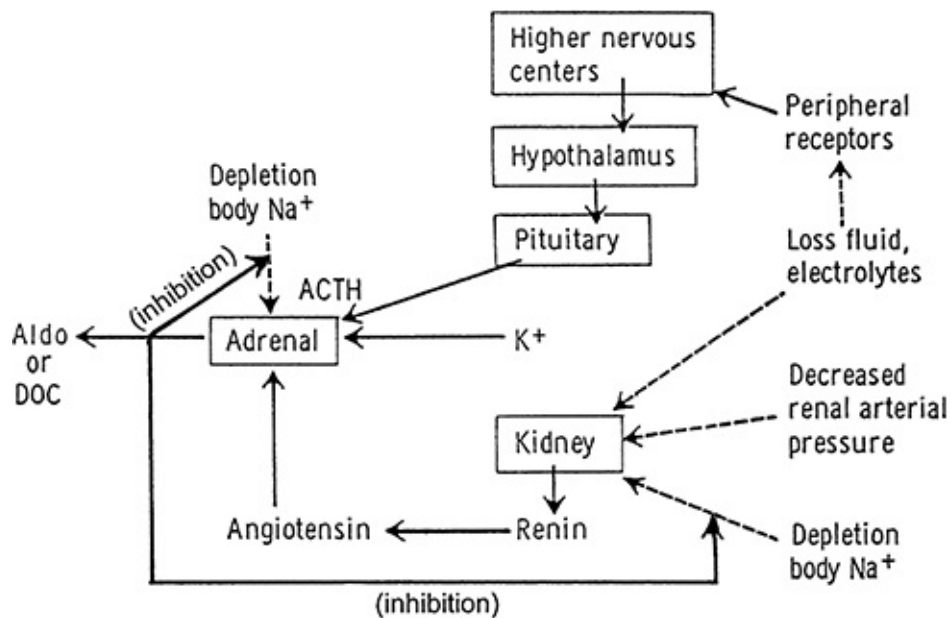 Higher nervous
centers
Peripheral
receptors
Hypothalamus
Depletion
body Na⁺
Pituitary
Loss fluid,
electrolytes
(inhibition)
ACTH
Aldo
or
DOC
Adrenal
K⁺
Decreased
renal arterial
pressure
Kidney
Angiotensin
Renin
Depletion
body Na⁺
(inhibition)